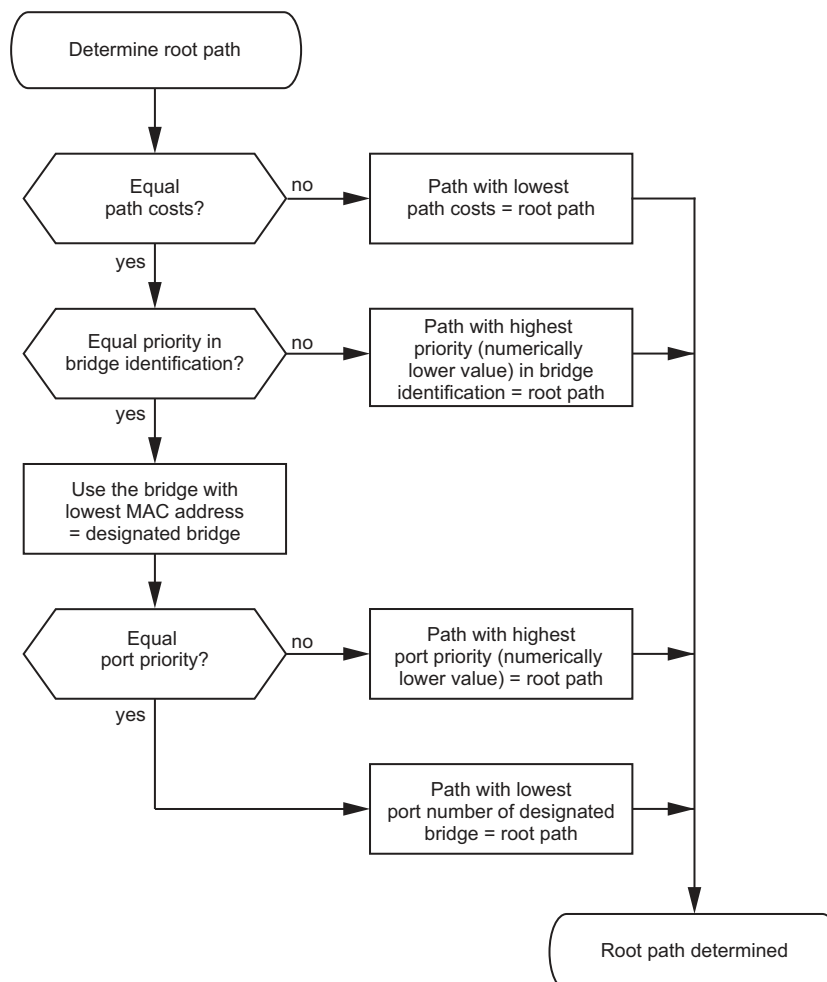 Determine root path
Equal
path costs?
no
Path with lowest
path costs = root path
yes
Equal priority in
bridge identification?
no
Path with highest
priority (numerically
lower value) in bridge
identification = root path
yes
Use the bridge with
lowest MAC address
= designated bridge
Equal
port priority?
no
Path with highest
port priority (numerically
lower value) = root path
yes
Path with lowest
port number of designated
bridge = root path
Root path determined